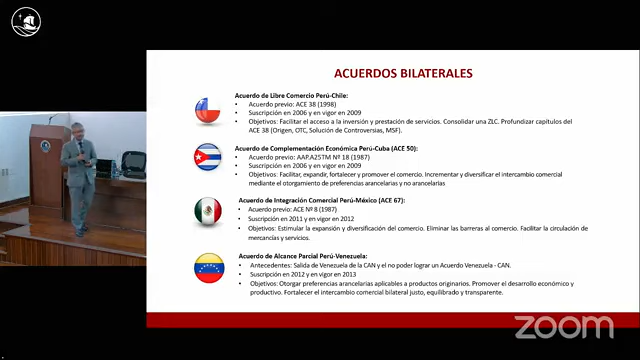 ACUERDOS BILATERALES
Acuerdo de Libre Comercio Perú-Chile:
• Acuerdo previo: ACE 38 (1998)
• Suscripción en 2006 y en vigor en 2009
• Objetivos: Facilitar el acceso a la inversión y prestación de servicios. Consolidar una ZLC. Profundizar capítulos del
ACE 38 (Origen, OTC, Solución de Controversias, MSF).
Acuerdo de Complementación Económica Perú-Cuba (ACE 50):
• Acuerdo previo: AAP.A25TM Nº 18 (1987)
• Suscripción en 2006 y en vigor en 2009
• Objetivos: Facilitar, expandir, fortalecer y promover el comercio. Incrementar y diversificar el intercambio comercial
mediante el otorgamiento de preferencias arancelarias y no arancelarias
Acuerdo de Integración Comercial Perú-México (ACE 67):
• Acuerdo previo: ACE Nº 8 (1987)
• Suscripción en 2011 y en vigor en 2012
• Objetivos: Estimular la expansión y diversificación del comercio. Eliminar las barreras al comercio. Facilitar la circulación de
mercancías y servicios.
Acuerdo de Alcance Parcial Perú-Venezuela:
• Antecedentes: Salida de Venezuela de la CAN y el no poder lograr un Acuerdo Venezuela - CAN.
• Suscripción en 2012 y en vigor en 2013
• Objetivo: Otorgar preferencias arancelarias aplicables a productos originarios. Promover el desarrollo económico y
productivo. Fortalecer el intercambio comercial bilateral justo, equilibrado y transparente.
zoom